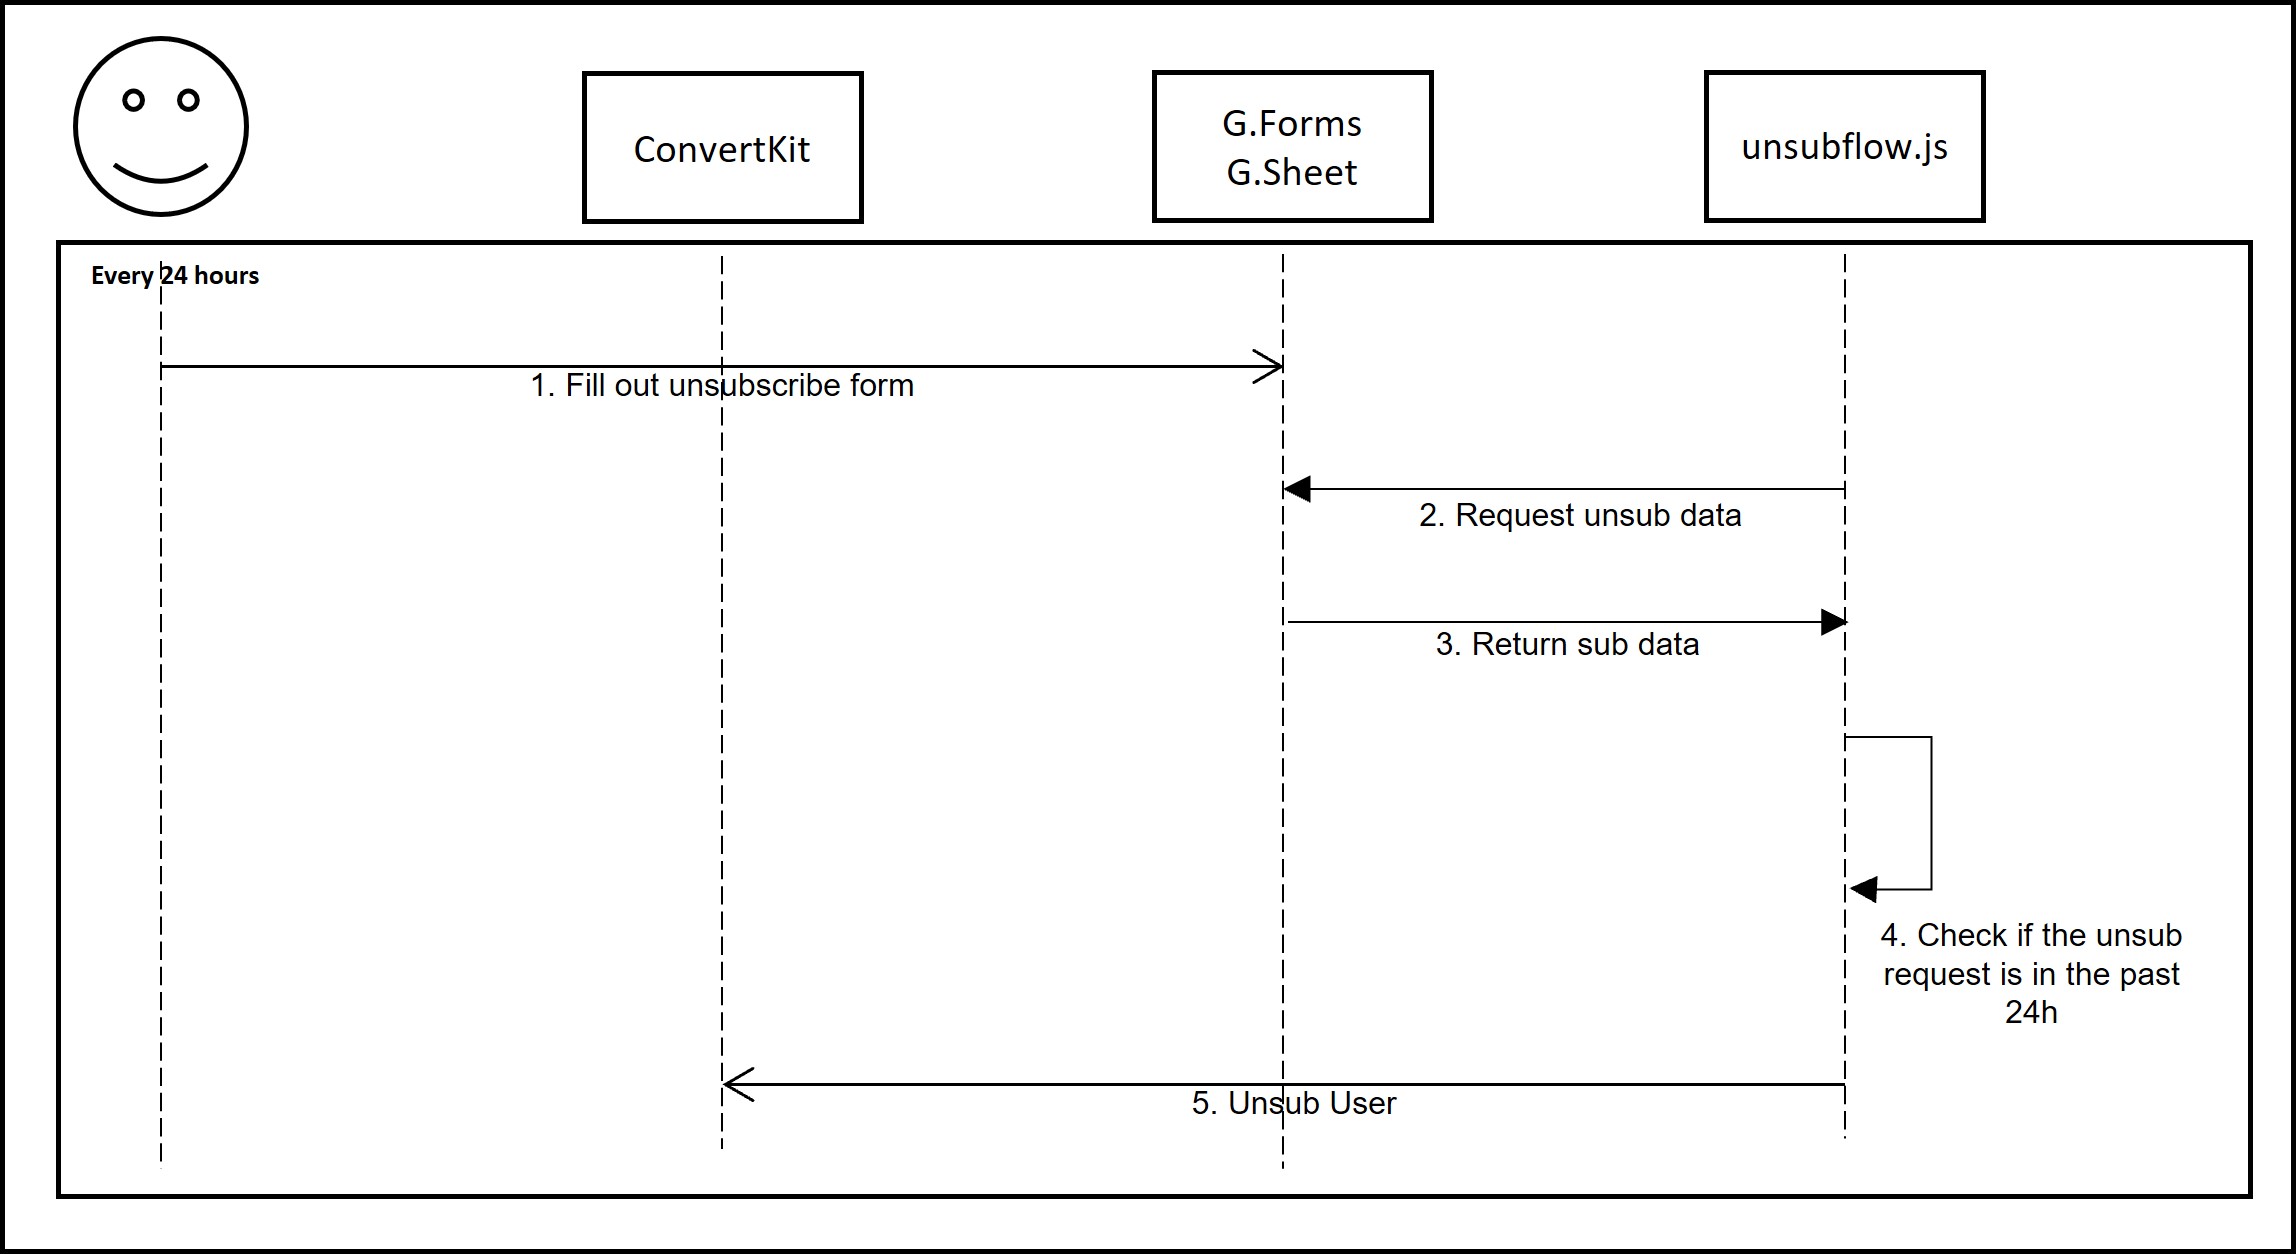 ConvertKit
G.Forms
G.Sheet
unsubflow.js
Every 24 hours
1. Fill out unsubscribe form
2. Request unsub data
3. Return sub data
4. Check if the unsub
request is in the past
24h
5. Unsub User